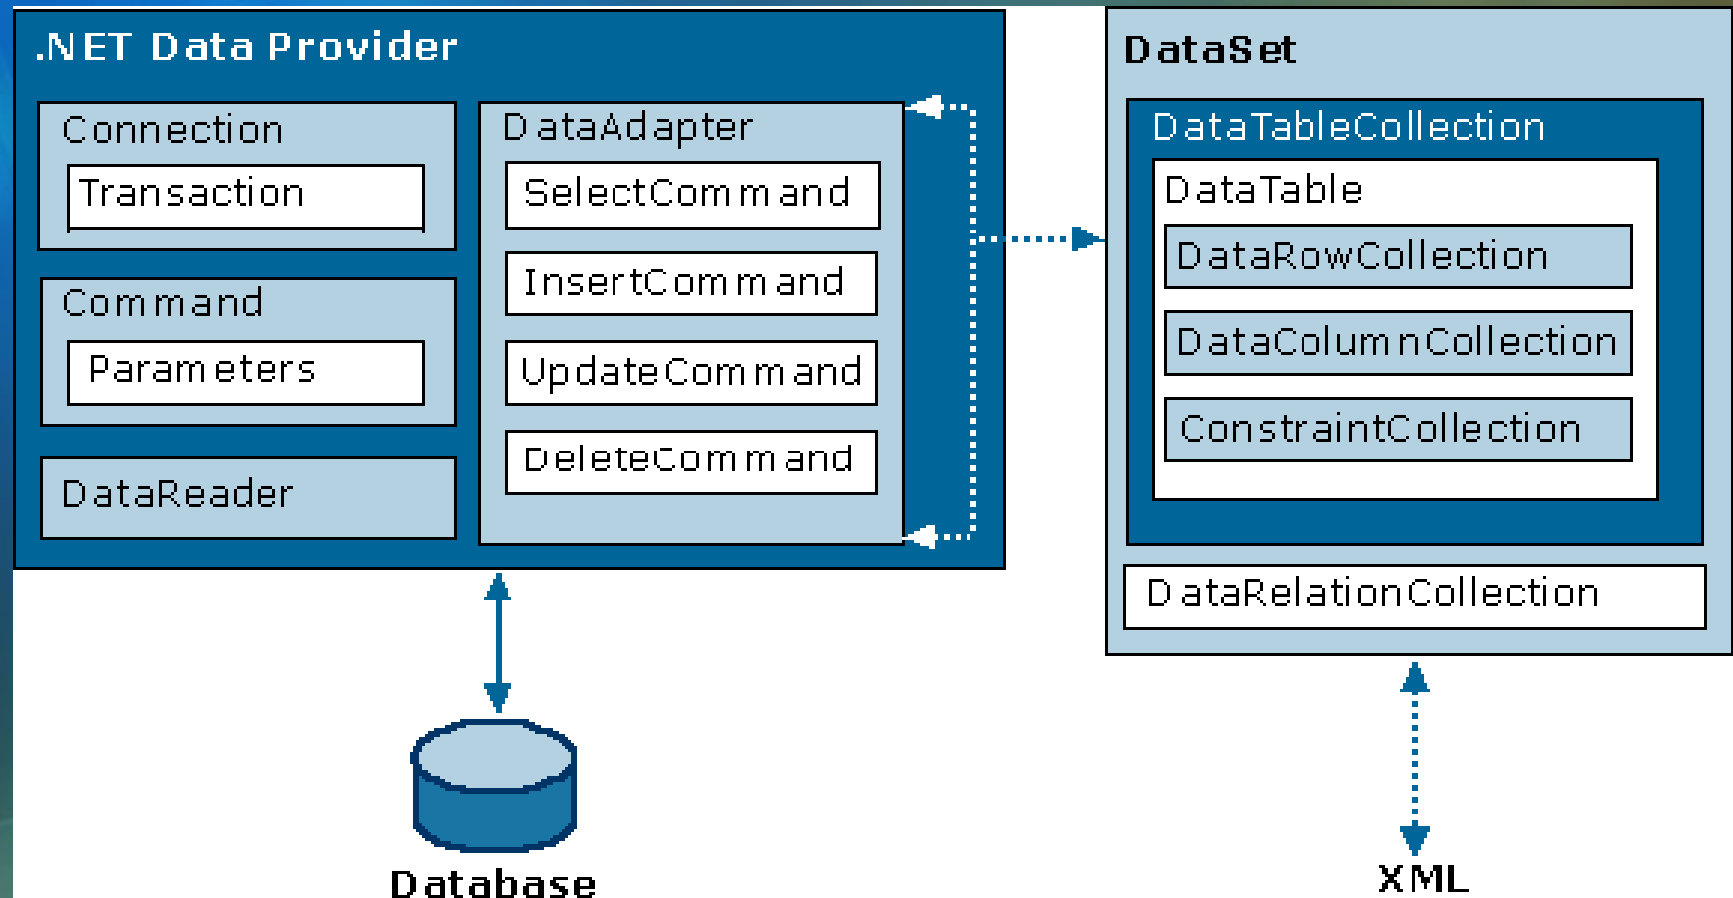 .NET Data Provider
Connection
Transaction
Command
Parameters
DataReader
DataAdapter
SelectCommand
InsertCommand
UpdateCommand
DeleteCommand
Database
DataSet
DataTableCollection
DataTable
DataRowCollection
DataColumnCollection
ConstraintCollection
DataRelationCollection
XML